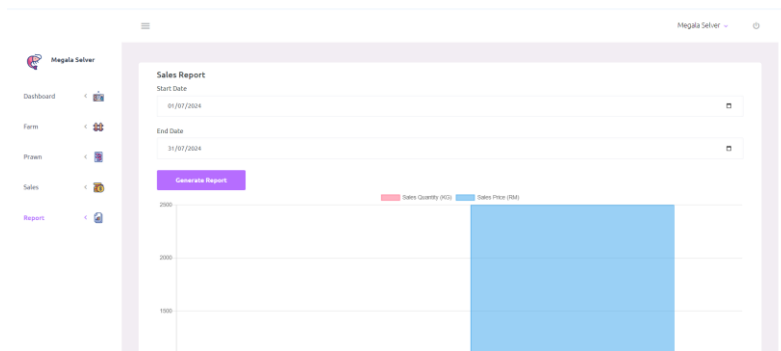 Megala Selver
Megala Selver
Sales Report
Start Date
01/07/2024
End Date
31/07/2024
Generate Report
Dashboard
Farm
Prawn
Sales
Report
Sales Quantity (KG) Sales Price (RM)
2500
2000
1500